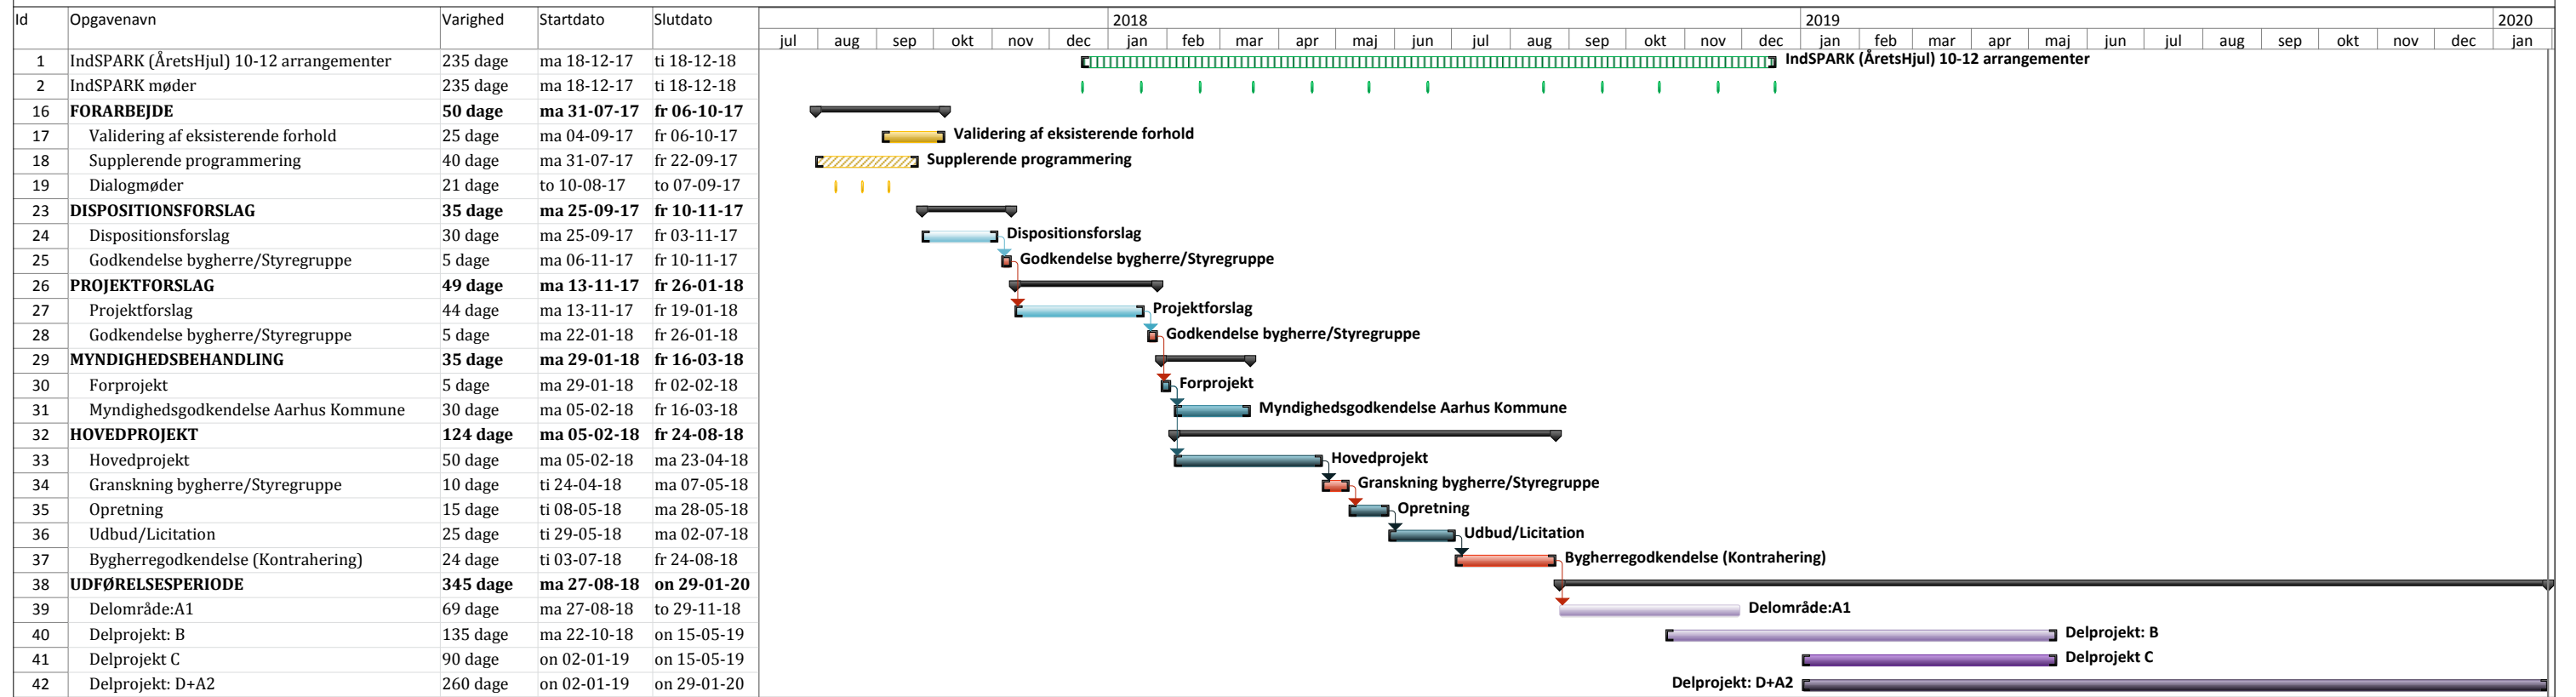 Id Opgavenavn Varighed Startdato Slutdato 2018 2019 2020
jul aug sep okt nov dec jan feb mar apr maj jun jul aug sep okt nov dec jan feb mar apr maj jun jul aug sep okt nov dec jan
1 IndSPARK (ÅretsHjul) 10-12 arrangementer 235 dage ma 18-12-17 ti 18-12-18 IndSPARK (ÅretsHjul) 10-12 arrangementer
2 IndSPARK møder 235 dage ma 18-12-17 ti 18-12-18
16 FORARBEJDE 50 dage ma 31-07-17 fr 06-10-17
17 Validering af eksisterende forhold 25 dage ma 04-09-17 fr 06-10-17 Validering af eksisterende forhold
18 Supplerende programmering 40 dage ma 31-07-17 fr 22-09-17 Supplerende programmering
19 Dialogmøder 21 dage to 10-08-17 to 07-09-17
23 DISPOSITIONSFORSLAG 35 dage ma 25-09-17 fr 10-11-17
24 Dispositionsforslag 30 dage ma 25-09-17 fr 03-11-17 Dispositionsforslag
25 Godkendelse bygherre/Styregruppe 5 dage ma 06-11-17 fr 10-11-17 Godkendelse bygherre/Styregruppe
26 PROJEKTFORSLAG 49 dage ma 13-11-17 fr 26-01-18
27 Projektforslag 44 dage ma 13-11-17 fr 19-01-18 Projektforslag
28 Godkendelse bygherre/Styregruppe 5 dage ma 22-01-18 fr 26-01-18 Godkendelse bygherre/Styregruppe
29 MYNDIGHEDSBEHANDLING 35 dage ma 29-01-18 fr 16-03-18
30 Forprojekt 5 dage ma 29-01-18 fr 02-02-18 Forprojekt
31 Myndighedsgodkendelse Aarhus Kommune 30 dage ma 05-02-18 fr 16-03-18 Myndighedsgodkendelse Aarhus Kommune
32 HOVEDPROJEKT 124 dage ma 05-02-18 fr 24-08-18
33 Hovedprojekt 50 dage ma 05-02-18 ma 23-04-18 Hovedprojekt
34 Granskning bygherre/Styregruppe 10 dage ti 24-04-18 ma 07-05-18 Granskning bygherre/Styregruppe
35 Opretning 15 dage ti 08-05-18 ma 28-05-18 Opretning
36 Udbud/Licitation 25 dage ti 29-05-18 ma 02-07-18 Udbud/Licitation
37 Bygherregodkendelse (Kontrahering) 24 dage ti 03-07-18 fr 24-08-18 Bygherregodkendelse (Kontrahering)
38 UDFØRELSESPERIODE 345 dage ma 27-08-18 on 29-01-20
39 Delområde:A1 69 dage ma 27-08-18 to 29-11-18 Delområde:A1
40 Delprojekt: B 135 dage ma 22-10-18 on 15-05-19 Delprojekt: B
41 Delprojekt C 90 dage on 02-01-19 on 15-05-19 Delprojekt C
42 Delprojekt: D+A2 260 dage on 02-01-19 on 29-01-20 Delprojekt: D+A2